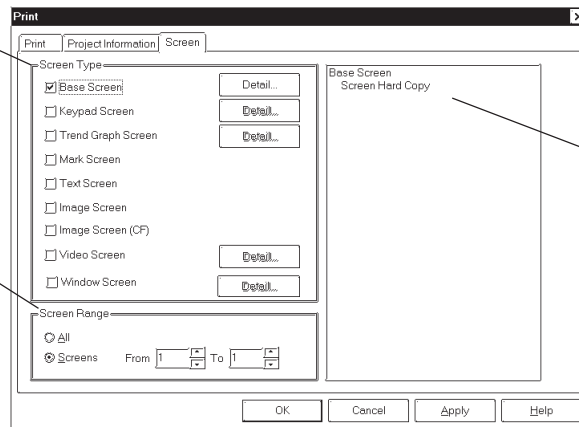 Print
Print Project Information Screen
Screen Type
Base Screen Detail...
Keypad Screen Detail...
Trend Graph Screen Detail...
Mark Screen
Text Screen
Image Screen
Image Screen (CF)
Video Screen Detail...
Window Screen Detail...
Base Screen
Screen Hard Copy
Screen Range
All
Screens From 1 To 1
OK Cancel Apply Help